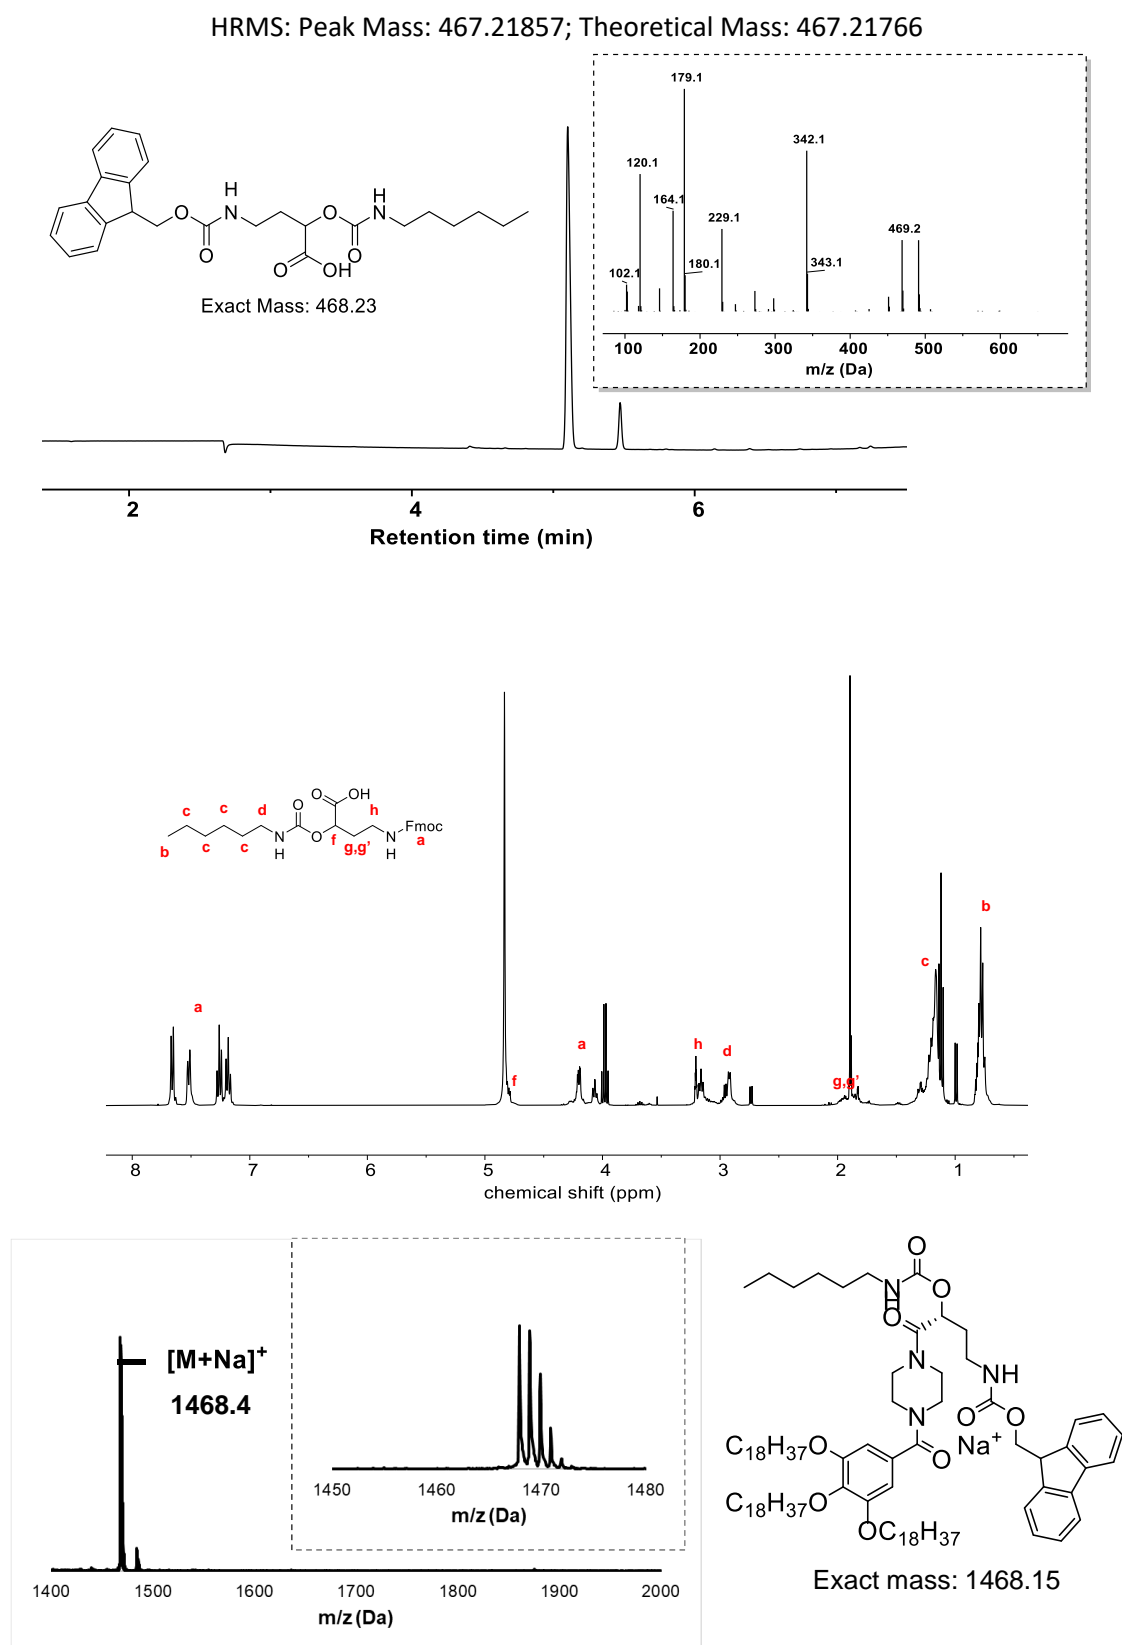 HRMS: Peak Mass: 467.21857; Theoretical Mass: 467.21766
179.1
342.1
120.1
164.1
229.1
469.2
102.1
180.1
343.1
100 200 300 400 500 600
m/z (Da)
H
N
O
O
O
O
H
N
O
O
OH
Exact Mass: 468.23
2 4 6
Retention time (min)
O
OH
O
c c d h
N
H
O
Fmoc
N
H
b c c f g,g' a
a
f
a
h
d
g,g'
c
b
8 7 6 5 4 3 2 1
chemical shift (ppm)
[M+Na]+
1468.4
1450 1460 1470 1480
m/z (Da)
1400 1500 1600 1700 1800 1900 2000
m/z (Da)
O
N
H
O
O
N
NH
N
O
O
C18H37O
O
Na+
C18H37O
OC18H37
Exact mass: 1468.15